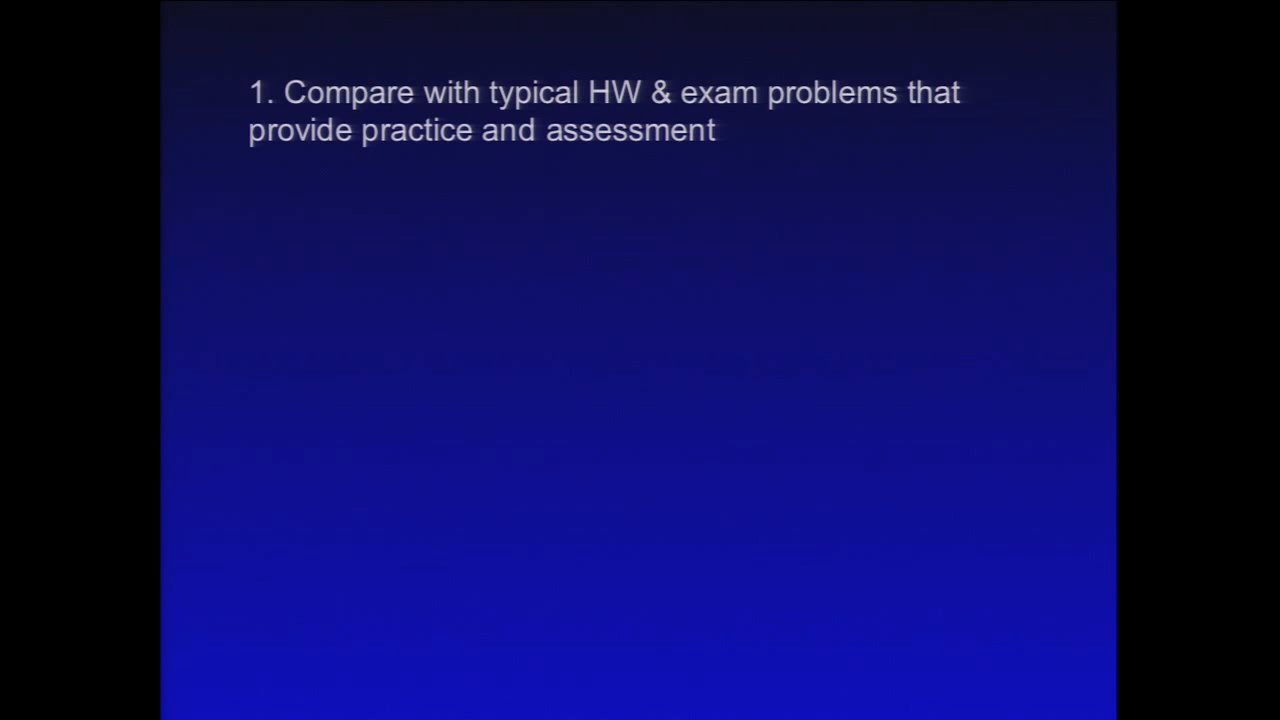 1. Compare with typical HW & exam problems that
provide practice and assessment